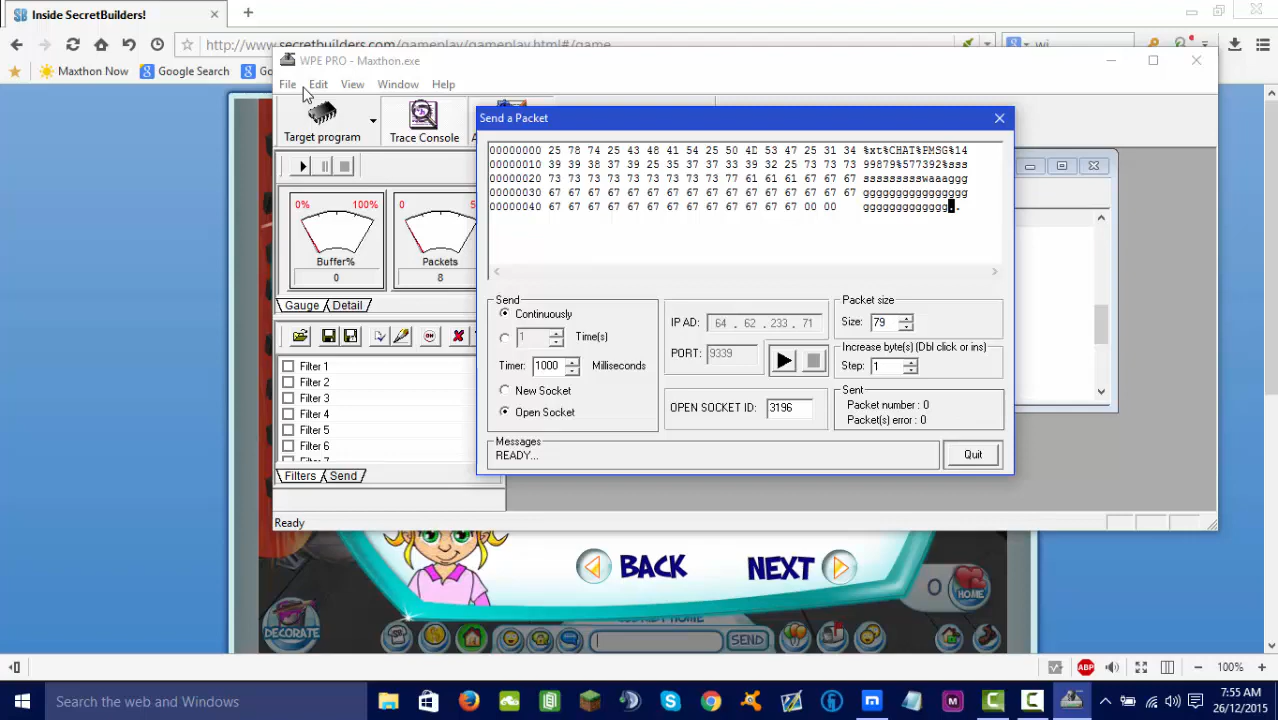 Inside SecretBuilders!
http://www.secretbuilders.com/gameplay/gameplay.html#/game
wi
Maxthon Now
Google Search
Go
WPE PRO - Maxthon.exe
File Edit View Window Help
Target program
Trace Console
Send a Packet
00000000 25 78 74 25 43 48 41 54 25 50 4D 53 47 25 31 34 %xt%CHAT%PMSG%14
00000010 39 39 38 37 39 25 35 37 37 33 39 32 25 73 73 73 99879%577392%sss
00000020 73 73 73 73 73 73 73 73 77 61 61 61 67 67 67 sssssssssswaaaggg
00000030 67 67 67 67 67 67 67 67 67 67 67 67 67 67 67 67 gggggggggggggggg
00000040 67 67 67 67 67 67 67 67 67 67 67 67 67 00 00 ggggggggggggg..
0% 100%
Buffer%
0
0
Packets
8
Gauge Detail
Filter 1
Filter 2
Filter 3
Filter 4
Filter 5
Filter 6
Filter 7
Filters Send
Ready
Send
Continuously
1 Time(s)
Timer: 1000 Milliseconds
New Socket
Open Socket
IP AD: 64 . 62 . 233 . 71
PORT: 9339
OPEN SOCKET ID: 3196
Packet size
Size: 79
Increase byte(s) (Dbl click or ins)
Step: 1
Sent
Packet number : 0
Packet(s) error : 0
Messages
READY...
Quit
BACK
NEXT
DECORATE
HOME
SEND
100%
Search the web and Windows
7:55 AM
26/12/2015